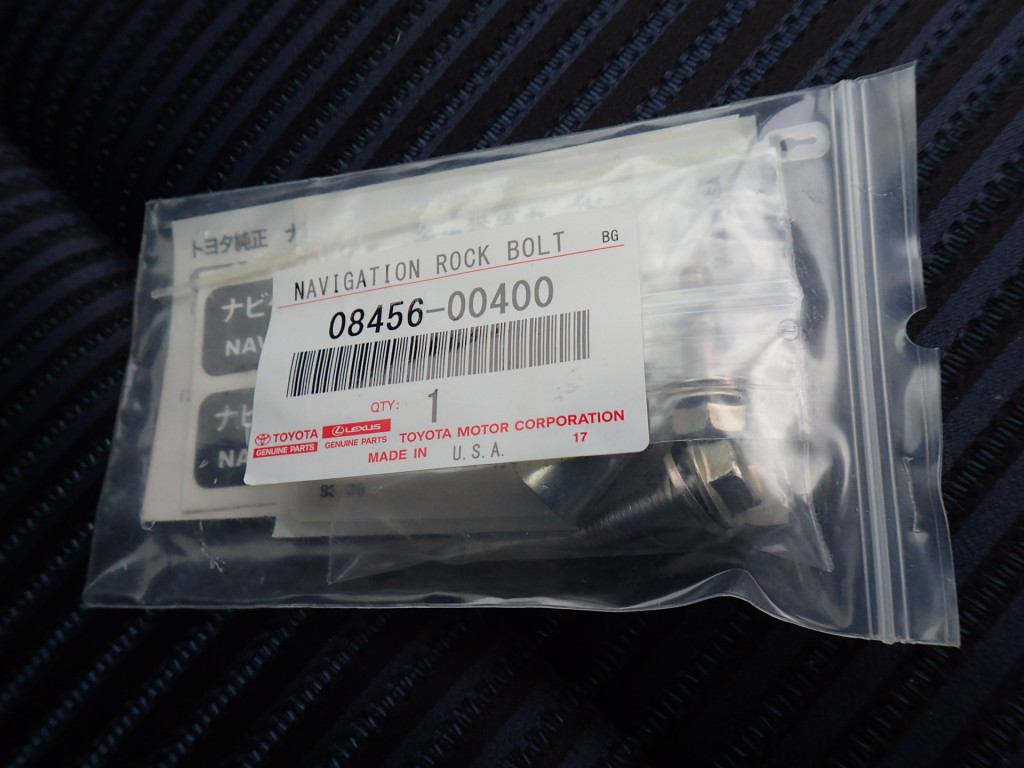 トヨタ純正 ナ
ナビ
NAV
ナビ
NA
NAVIGATION ROCK BOLT BG
08456-00400
QTY: 1
TOYOTA
GENUINE PARTS
LEXUS
GENUINE PARTS
TOYOTA MOTOR CORPORATION
17
MADE IN U.S.A.